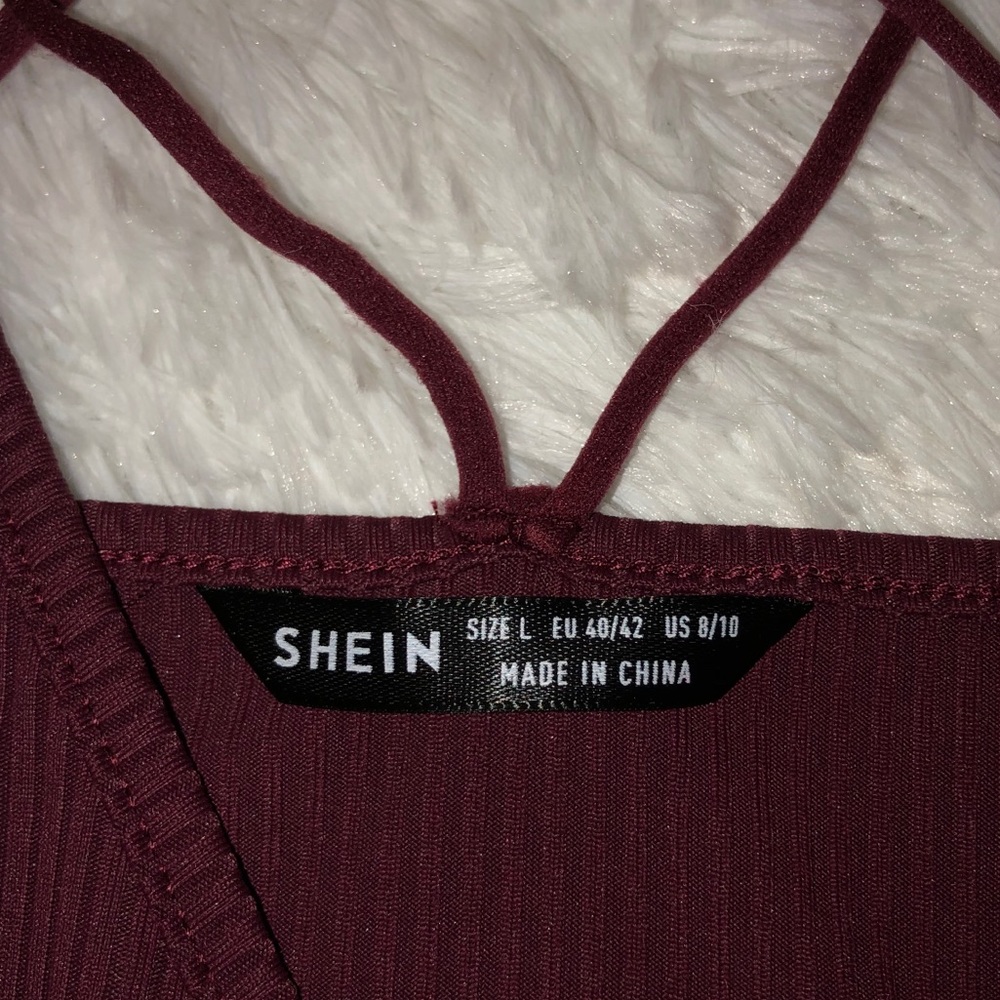 SHEIN
SIZE L EU 40/42 US 8/10
MADE IN CHINA